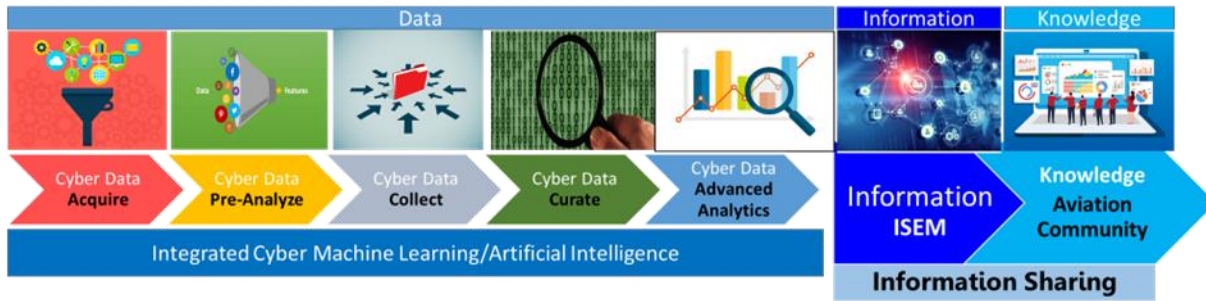 Data
Information
Knowledge
Data
Features
Cyber Data
Acquire
Cyber Data
Pre-Analyze
Cyber Data
Collect
Cyber Data
Curate
Cyber Data
Advanced
Analytics
Information
ISEM
Knowledge
Aviation
Community
Integrated Cyber Machine Learning/Artificial Intelligence
Information Sharing